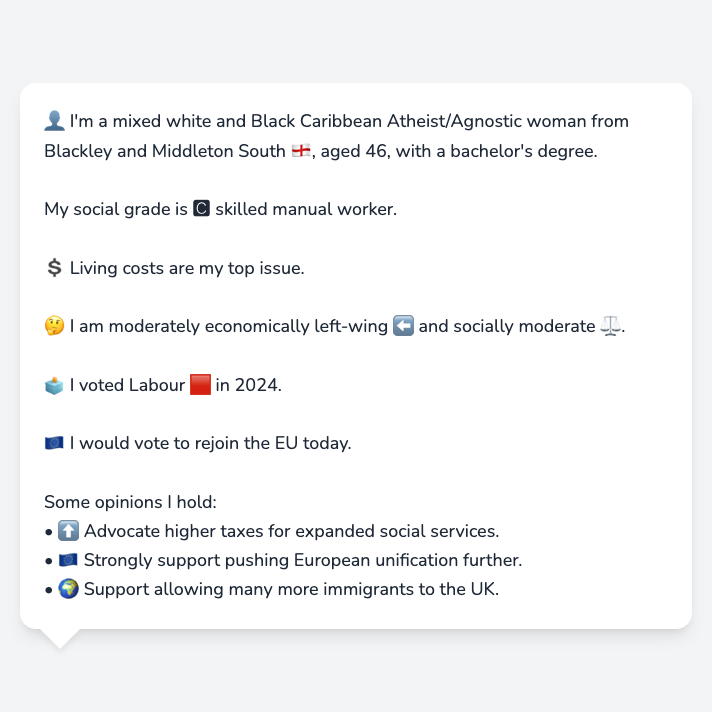 👤 I'm a mixed white and Black Caribbean Atheist/Agnostic woman from
Blackley and Middleton South 🏴󠁧󠁢󠁥󠁮󠁧󠁿, aged 46, with a bachelor's degree.
My social grade is 🅲 skilled manual worker.
💲 Living costs are my top issue.
🤔 I am moderately economically left-wing ⬅️ and socially moderate ⚖️.
🗳️ I voted Labour 🟥 in 2024.
🇪🇺 I would vote to rejoin the EU today.
Some opinions I hold:
• ⬆️ Advocate higher taxes for expanded social services.
• 🇪🇺 Strongly support pushing European unification further.
• 🌍 Support allowing many more immigrants to the UK.